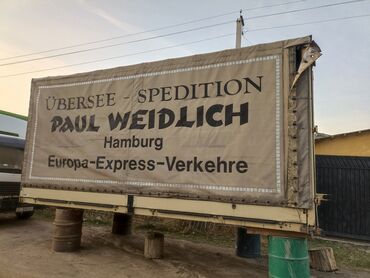 ÜBERSEE - SPEDITION
PAUL WEIDLICH
Hamburg
Europa-Express-Verkehre